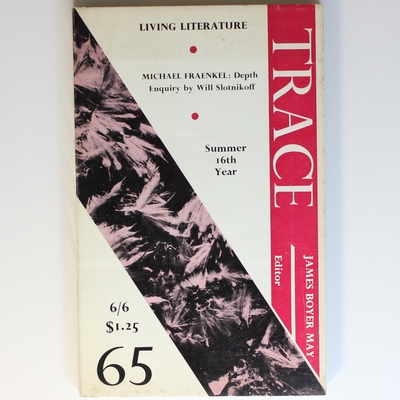 LIVING LITERATURE
MICHAEL FRAENKEL: Depth
Enquiry by Will Slotnikoff
Summer
16th
Year
TRACE
JAMES BOYER MAY
Editor
6/6
$1.25
65